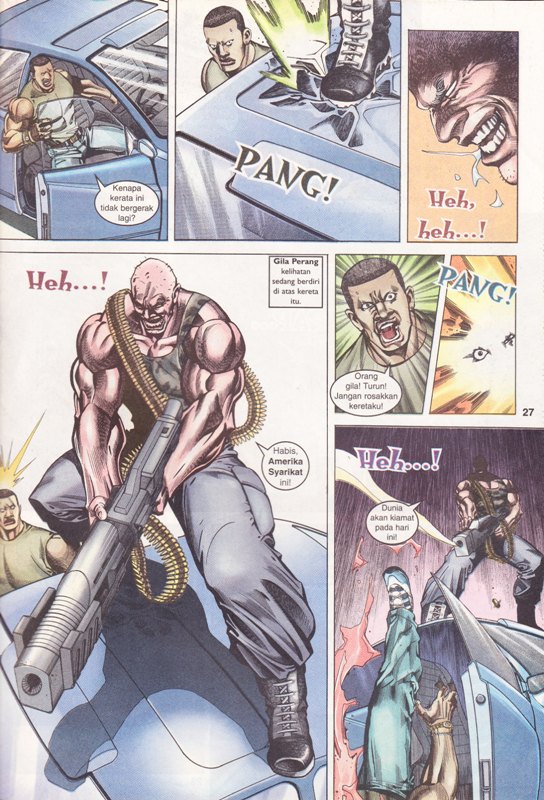 Kenapa
kerata ini
tidak bergerak
lagi?
PANG!
Heh,
heh...!
Heh...!
Gila Perang
kelihatan
sedang berdiri
di atas kereta
itu.
Habis,
Amerika
Syarikat
ini!
Orang
gila! Turun!
Jangan rosakkan
keretaku!
PANG!
27
Heh...!
Dunia
akan kiamat
pada hari
ini!